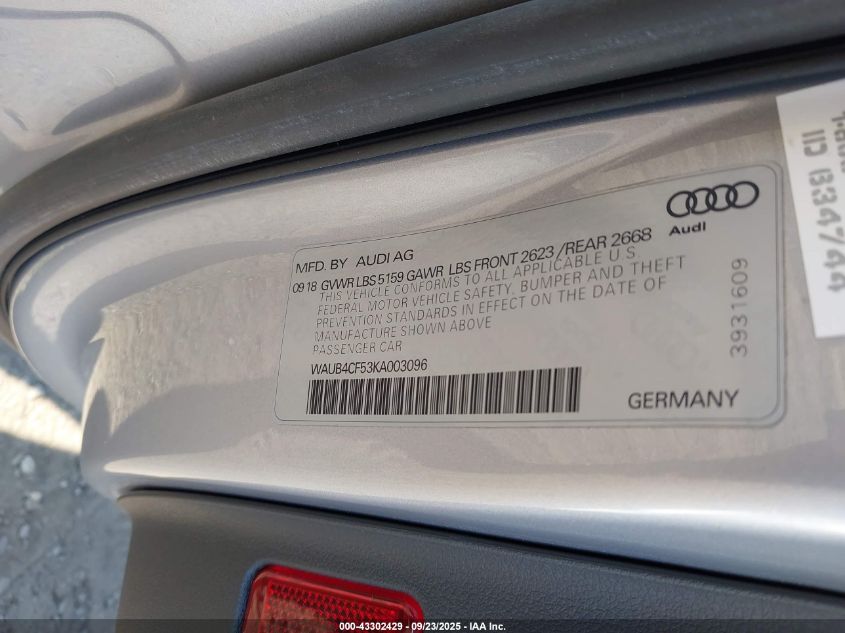 Audi
MFD. BY AUDI AG
0918 GVWR LBS 5159 GAWR LBS FRONT 2623 / REAR 2668
THIS VEHICLE CONFORMS TO ALL APPLICABLE U.S.
FEDERAL MOTOR VEHICLE SAFETY, BUMPER AND THEFT
PREVENTION STANDARDS IN EFFECT ON THE DATE OF
MANUFACTURE SHOWN ABOVE
PASSENGER CAR
WAUB4CF53KA003096
GERMANY
3931609
834744
000-43302429 - 09/23/2025 - IAA Inc.